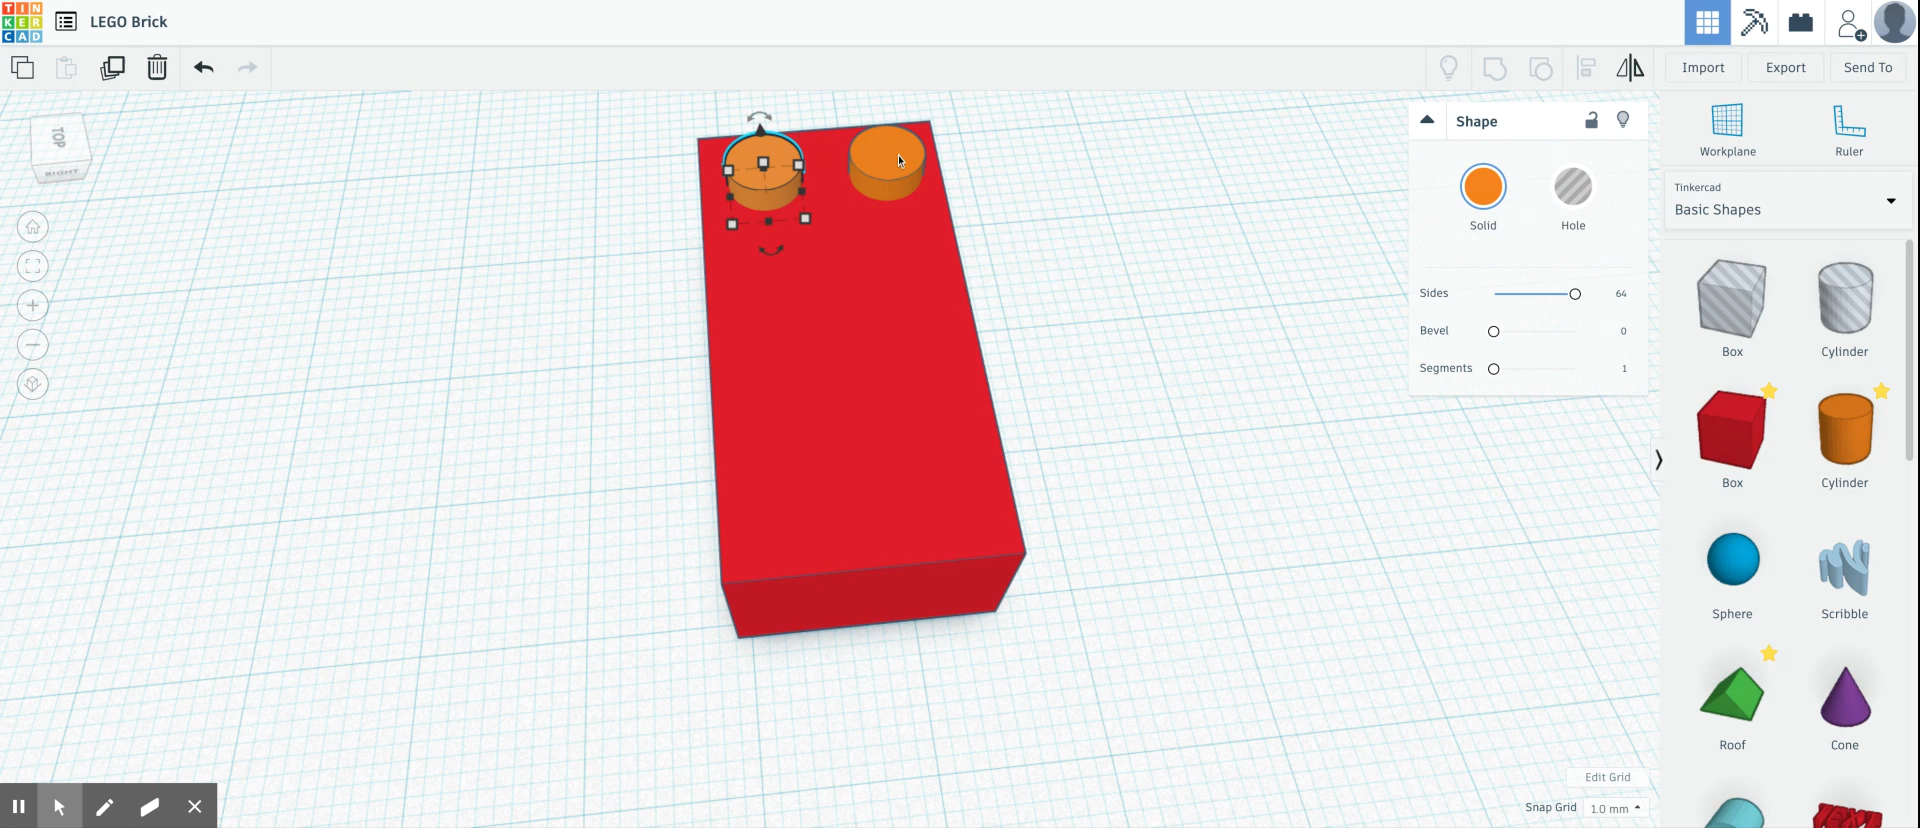 TIN
KER
CAD
LEGO Brick
Import
Export
Send To
TOP
RIGHT
Shape
Solid
Hole
Sides
64
Bevel
0
Segments
1
Workplane
Ruler
Tinkercad
Basic Shapes
Box
Cylinder
Box
Cylinder
Sphere
Scribble
Roof
Cone
Edit Grid
Snap Grid
1.0 mm